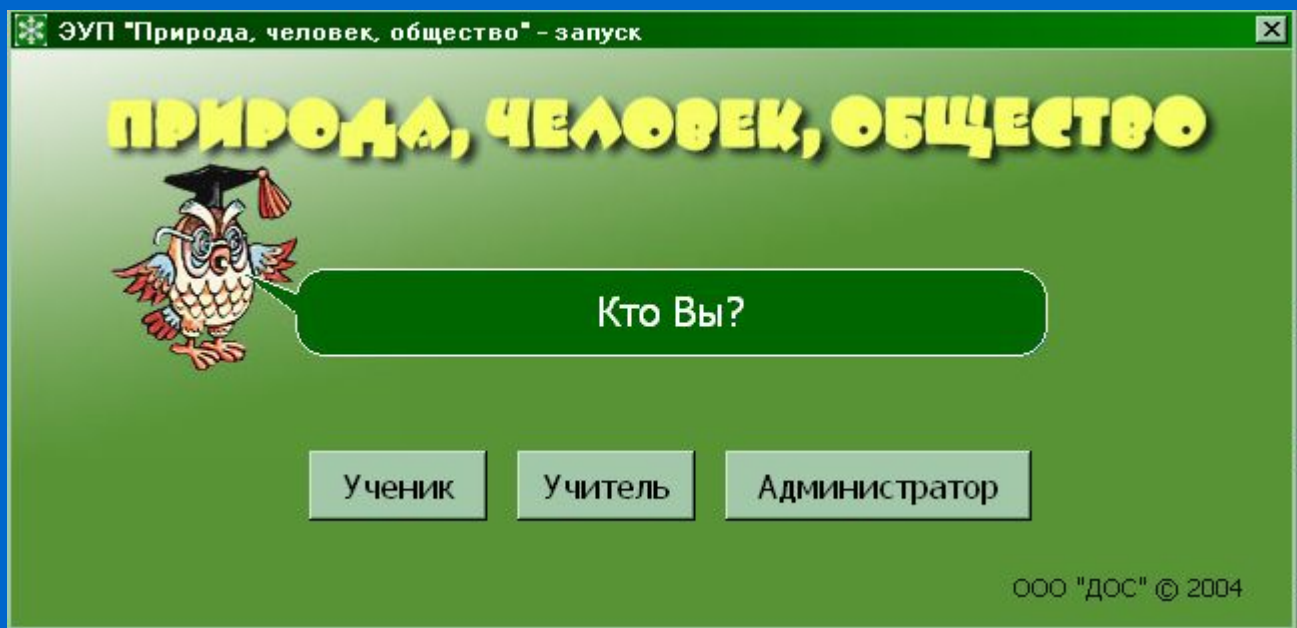 ЭУП "Природа, человек, общество" - запуск
ПРИРОДА, ЧЕЛОВЕК, ОБЩЕСТВО
Кто Вы?
Ученик Учитель Администратор
ООО "ДОС" © 2004